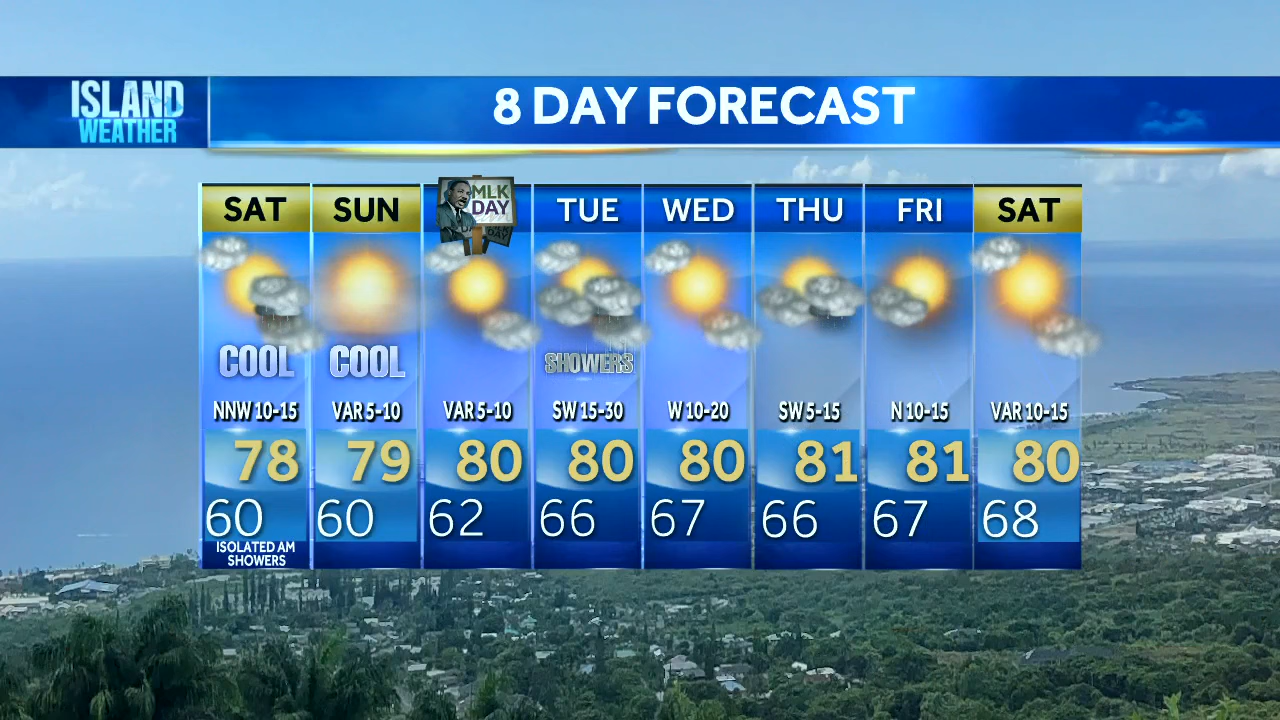 ISLAND
WEATHER
8 DAY FORECAST
SAT
SUN
MLK
DAY
TUE
WED
THU
FRI
SAT
COOL
COOL
SHOWERS
NNW 10-15
VAR 5-10
VAR 5-10
SW 15-30
W 10-20
SW 5-15
N 10-15
VAR 10-15
78
79
80
80
80
81
81
80
60
60
62
66
67
66
67
68
ISOLATED AM
SHOWERS